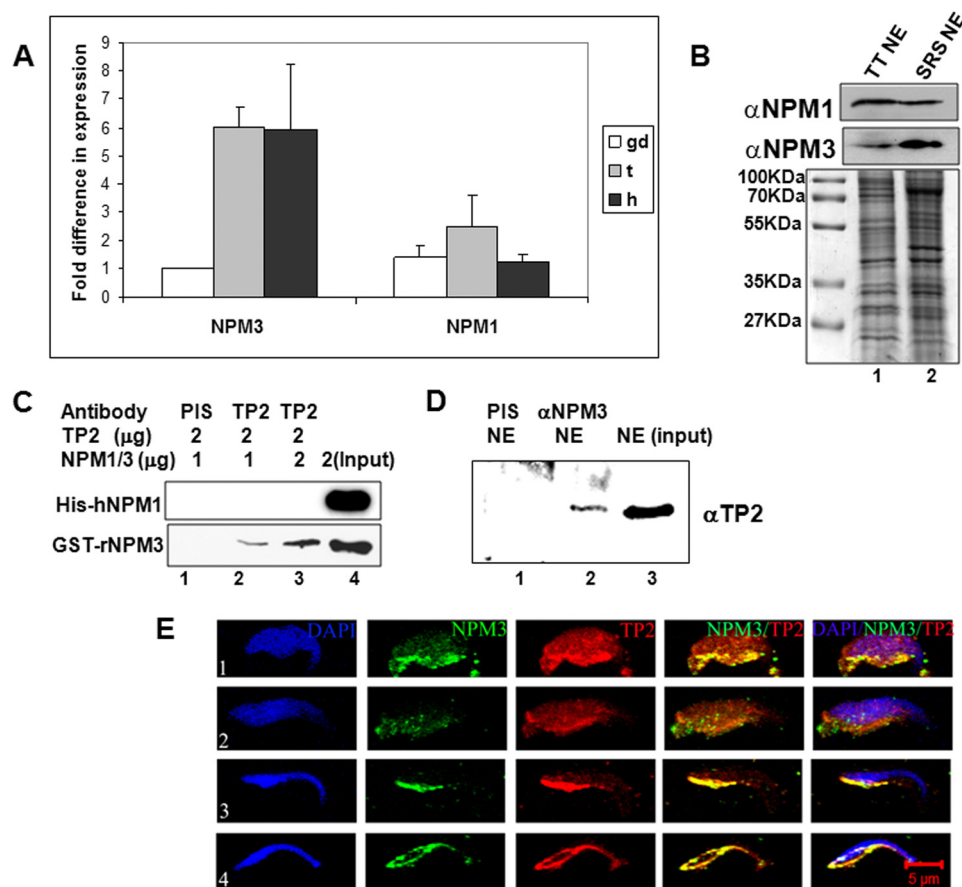 A
Fold difference in expression
9
8
7
6
5
4
3
2
1
0
NPM3 NPM1
gd
t
h
B
TT NE SRS NE
αNPM1
αNPM3
100KDa
70KDa
55KDa
35KDa
27KDa
1 2
C
Antibody PIS TP2 TP2
TP2 (μg) 2 2 2
NPM1/3 (μg) 1 1 2 2(Input)
His-hNPM1
GST-rNPM3
1 2 3 4
D
PIS αNPM3
NE NE NE (input)
αTP2
1 2 3
E
DAPI NPM3 TP2 NPM3/TP2 DAPI/NPM3/TP2
1
2
3
4
5 μm